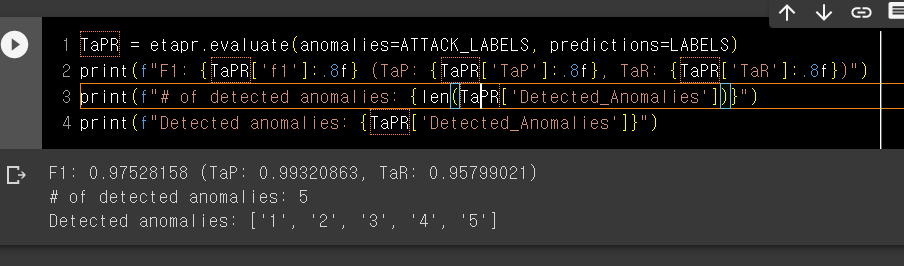 1 TaPR = etapr.evaluate(anomalies=ATTACK_LABELS, predictions=LABELS)
2 print(f"F1: {TaPR['f1']:.8f} (TaP: {TaPR['TaP']:.8f}, TaR: {TaPR['TaR']:.8f})")
3 print(f"# of detected anomalies: {len(TaPR['Detected_Anomalies'])}")
4 print(f"Detected anomalies: {TaPR['Detected_Anomalies']}")
F1: 0.97528158 (TaP: 0.99320863, TaR: 0.95799021)
# of detected anomalies: 5
Detected anomalies: ['1', '2', '3', '4', '5']